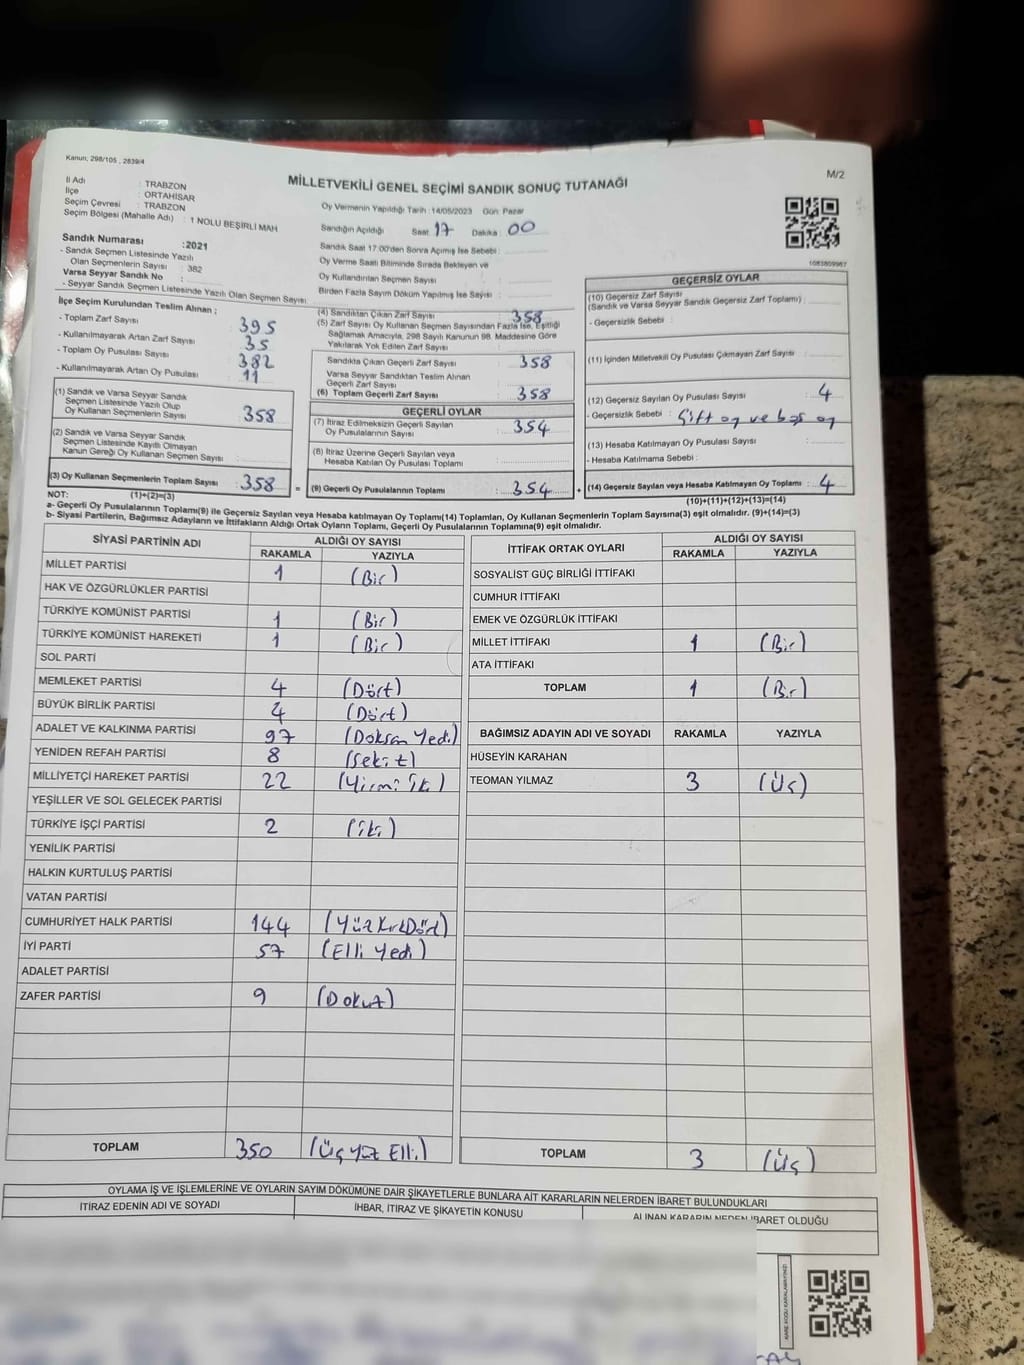 Kanun; 298/105 , 2839/4
M/2
MİLLETVEKİLİ GENEL SEÇİMİ SANDIK SONUÇ TUTANAĞI
İl Adı : TRABZON
İlçe : ORTAHİSAR
Seçim Çevresi : TRABZON
Seçim Bölgesi (Mahalle Adı) : 1 NOLU BEŞİRLİ MAH
Sandık Numarası :2021
- Sandık Seçmen Listesinde Yazılı
Olan Seçmenlerin Sayısı : 382
Varsa Seyyar Sandık No :
- Seyyar Sandık Seçmen Listesinde Yazılı Olan Seçmen Sayısı
Oy Vermenin Yapıldığı Tarih :14/05/2023 Gün: Pazar
Sandığın Açıldığı Saat 17 Dakika: 00
Sandık Saat 17.00'den Sonra Açılmış İse Sebebi :
Oy Verme Saati Bitiminde Sırada Bekleyen ve
Oy Kullandırılan Seçmen Sayısı
Birden Fazla Sayım Döküm Yapılmış İse Sayısı :
1083809987
İlçe Seçim Kurulundan Teslim Alınan ;
- Toplam Zarf Sayısı : 395
- Kullanılmayarak Artan Zarf Sayısı : 35
- Toplam Oy Pusulası Sayısı : 382
- Kullanılmayarak Artan Oy Pusulası : 11
(1) Sandık ve Varsa Seyyar Sandık
Seçmen Listesinde Yazılı Olup
Oy Kullanan Seçmenlerin Sayısı : 358
(2) Sandık ve Varsa Seyyar Sandık
Seçmen Listesinde Kayıtlı Olmayan
Kanun Gereği Oy Kullanan Seçmen Sayısı :
(3) Oy Kullanan Seçmenlerin Toplam Sayısı : 358
(4) Sandıktan Çıkan Zarf Sayısı : 358
(5) Zarf Sayısı Oy Kullanan Seçmen Sayısından Fazla İse, Eşitliği
Sağlamak Amacıyla, 298 Sayılı Kanunun 98. Maddesine Göre
Yakılarak Yok Edilen Zarf Sayısı :
Sandıkta Çıkan Geçerli Zarf Sayısı : 358
Varsa Seyyar Sandıktan Teslim Alınan
Geçerli Zarf Sayısı :
(6) Toplam Geçerli Zarf Sayısı : 358
GEÇERLİ OYLAR
(7) İtiraz Edilmeksizin Geçerli Sayılan
Oy Pusulalarının Sayısı : 354
(8) İtiraz Üzerine Geçerli Sayılan veya
Hesaba Katılan Oy Pusulası Toplamı :
= (9) Geçerli Oy Pusulalarının Toplamı : 354
GEÇERSİZ OYLAR
(10) Geçersiz Zarf Sayısı
(Sandık ve Varsa Seyyar Sandık Geçersiz Zarf Toplamı) :
- Geçersizlik Sebebi :
(11) İçinden Milletvekili Oy Pusulası Çıkmayan Zarf Sayısı :
(12) Geçersiz Sayılan Oy Pusulası Sayısı : 4
- Geçersizlik Sebebi : Çift oy ve boş oy
(13) Hesaba Katılmayan Oy Pusulası Sayısı :
- Hesaba Katılmama Sebebi :
+ (14) Geçersiz Sayılan veya Hesaba Katılmayan Oy Toplamı : 4
NOT: (1)+(2)=(3)
(10)+(11)+(12)+(13)=(14)
a- Geçerli Oy Pusulalarının Toplamı(9) ile Geçersiz Sayılan veya Hesaba katılmayan Oy Toplamı(14) Toplamları, Oy Kullanan Seçmenlerin Toplam Sayısına(3) eşit olmalıdır. (9)+(14)=(3)
b- Siyasi Partilerin, Bağımsız Adayların ve İttifakların Aldığı Ortak Oyların Toplamı, Geçerli Oy Pusulalarının Toplamına(9) eşit olmalıdır.
SİYASİ PARTİNİN ADI ALDIĞI OY SAYISI
RAKAMLA YAZIYLA
MİLLET PARTİSİ 1 (Bir)
HAK VE ÖZGÜRLÜKLER PARTİSİ
TÜRKİYE KOMÜNİST PARTİSİ 1 (Bir)
TÜRKİYE KOMÜNİST HAREKETİ 1 (Bir)
SOL PARTİ
MEMLEKET PARTİSİ 4 (Dört)
BÜYÜK BİRLİK PARTİSİ 4 (Dört)
ADALET VE KALKINMA PARTİSİ 97 (Doksan Yedi)
YENİDEN REFAH PARTİSİ 8 (Sekiz)
MİLLİYETÇİ HAREKET PARTİSİ 22 (Yirmi İki)
YEŞİLLER VE SOL GELECEK PARTİSİ
TÜRKİYE İŞÇİ PARTİSİ 2 (İki)
YENİLİK PARTİSİ
HALKIN KURTULUŞ PARTİSİ
VATAN PARTİSİ
CUMHURİYET HALK PARTİSİ 144 (Yüz Kırk Dört)
İYİ PARTİ 57 (Elli Yedi)
ADALET PARTİSİ
ZAFER PARTİSİ 9 (Dokuz)
TOPLAM 350 (Üç Yüz Elli)
İTTİFAK ORTAK OYLARI ALDIĞI OY SAYISI
RAKAMLA YAZIYLA
SOSYALİST GÜÇ BİRLİĞİ İTTİFAKI
CUMHUR İTTİFAKI
EMEK VE ÖZGÜRLÜK İTTİFAKI
MİLLET İTTİFAKI 1 (Bir)
ATA İTTİFAKI
TOPLAM 1 (Bir)
BAĞIMSIZ ADAYIN ADI VE SOYADI RAKAMLA YAZIYLA
HÜSEYİN KARAHAN
TEOMAN YILMAZ 3 (Üç)
TOPLAM 3 (Üç)
OYLAMA İŞ VE İŞLEMLERİNE VE OYLARIN SAYIM DÖKÜMÜNE DAİR ŞİKAYETLERLE BUNLARA AİT KARARLARIN NELERDEN İBARET BULUNDUKLARI
İTİRAZ EDENİN ADI VE SOYADI İHBAR, İTİRAZ VE ŞİKAYETİN KONUSU ALINAN KARARIN NEDEN İBARET OLDUĞU